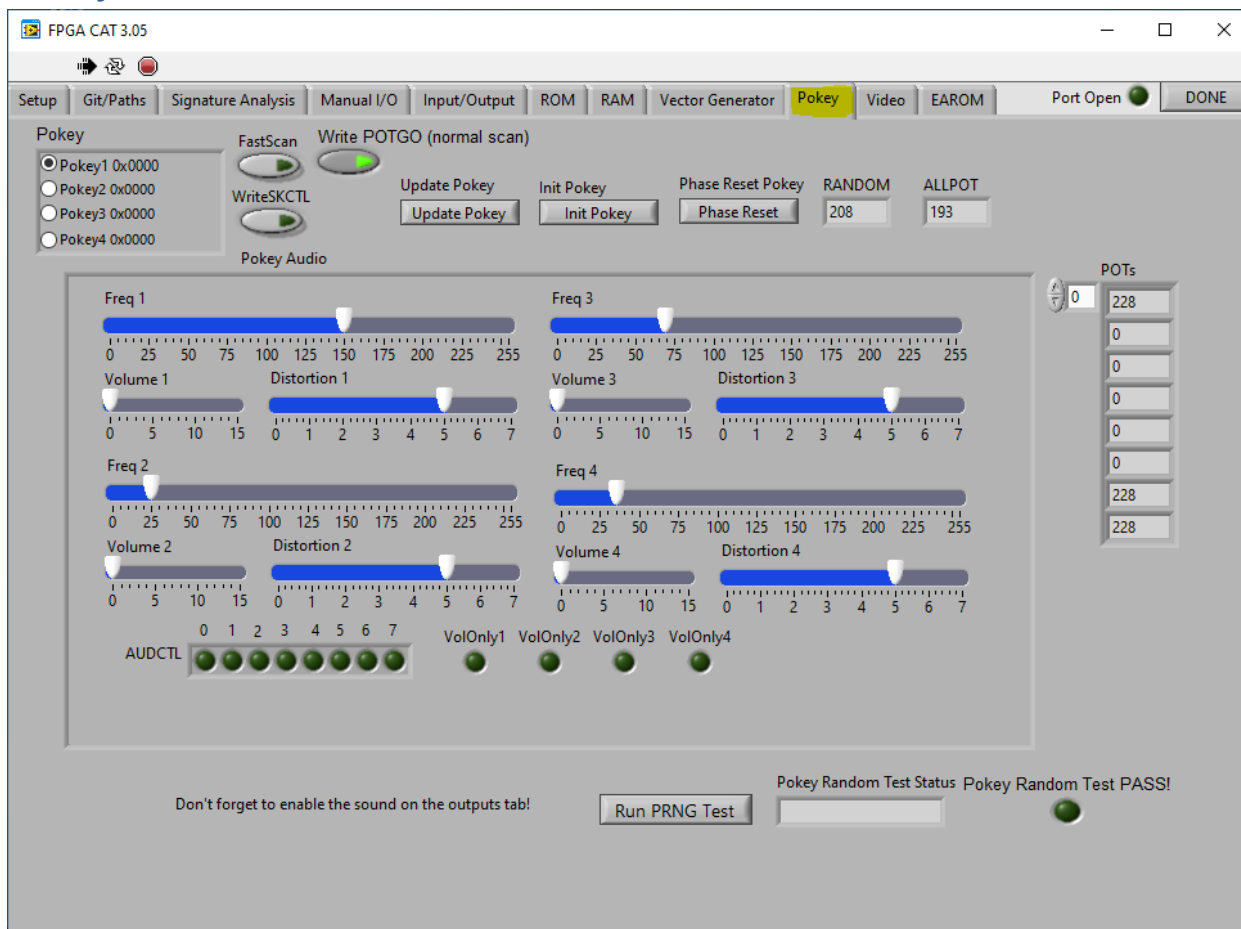 FPGA CAT 3.05
Setup Git/Paths Signature Analysis Manual I/O Input/Output ROM RAM Vector Generator Pokey Video EAROM Port Open DONE
Pokey
Pokey1 0x0000
Pokey2 0x0000
Pokey3 0x0000
Pokey4 0x0000
FastScan
WriteSKCTL
Write POTGO (normal scan)
Update Pokey
Update Pokey
Init Pokey
Init Pokey
Phase Reset Pokey
Phase Reset
RANDOM
208
ALLPOT
193
Pokey Audio
Freq 1
0 25 50 75 100 125 150 175 200 225 255
Volume 1
0 5 10 15
Distortion 1
0 1 2 3 4 5 6 7
Freq 2
0 25 50 75 100 125 150 175 200 225 255
Volume 2
0 5 10 15
Distortion 2
0 1 2 3 4 5 6 7
Freq 3
0 25 50 75 100 125 150 175 200 225 255
Volume 3
0 5 10 15
Distortion 3
0 1 2 3 4 5 6 7
Freq 4
0 25 50 75 100 125 150 175 200 225 255
Volume 4
0 5 10 15
Distortion 4
0 1 2 3 4 5 6 7
0 1 2 3 4 5 6 7
AUDCTL
VolOnly1 VolOnly2 VolOnly3 VolOnly4
POTs
0
228
0
0
0
0
0
228
228
Don't forget to enable the sound on the outputs tab!
Run PRNG Test
Pokey Random Test Status
Pokey Random Test PASS!